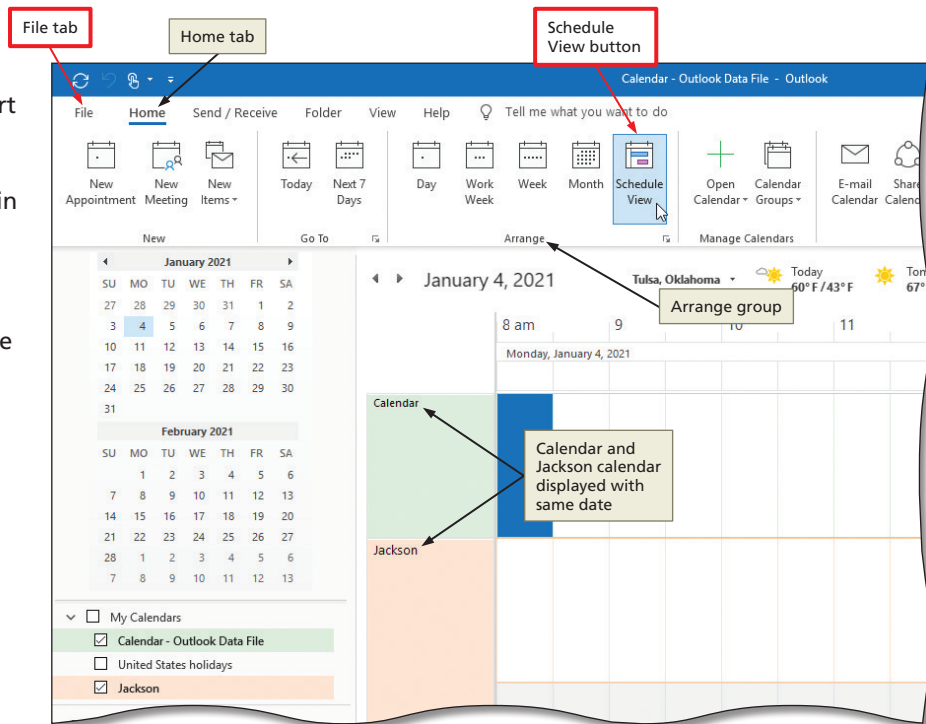 File tab
Home tab
Schedule
View button
Calendar - Outlook Data File - Outlook
rt
File Home Send / Receive Folder View Help Tell me what you want to do
in
New Appointment
New Meeting
New Items
Today
Next 7 Days
Day
Work Week
Week
Month
Schedule View
Open Calendar
Calendar Groups
E-mail Calendar
Share
New Go To Arrange Manage Calendars
January 2021
SU MO TU WE TH FR SA
27 28 29 30 31 1 2
3 4 5 6 7 8 9
10 11 12 13 14 15 16
17 18 19 20 21 22 23
24 25 26 27 28 29 30
31
e
February 2021
SU MO TU WE TH FR SA
1 2 3 4 5 6
7 8 9 10 11 12 13
14 15 16 17 18 19 20
21 22 23 24 25 26 27
28 1 2 3 4 5 6
7 8 9 10 11 12 13
My Calendars
Calendar - Outlook Data File
United States holidays
Jackson
January 4, 2021
Tulsa, Oklahoma
Today
60° F / 43° F
67°
Arrange group
8 am 9 10 11
Monday, January 4, 2021
Calendar
Calendar and
Jackson calendar
displayed with
same date
Jackson